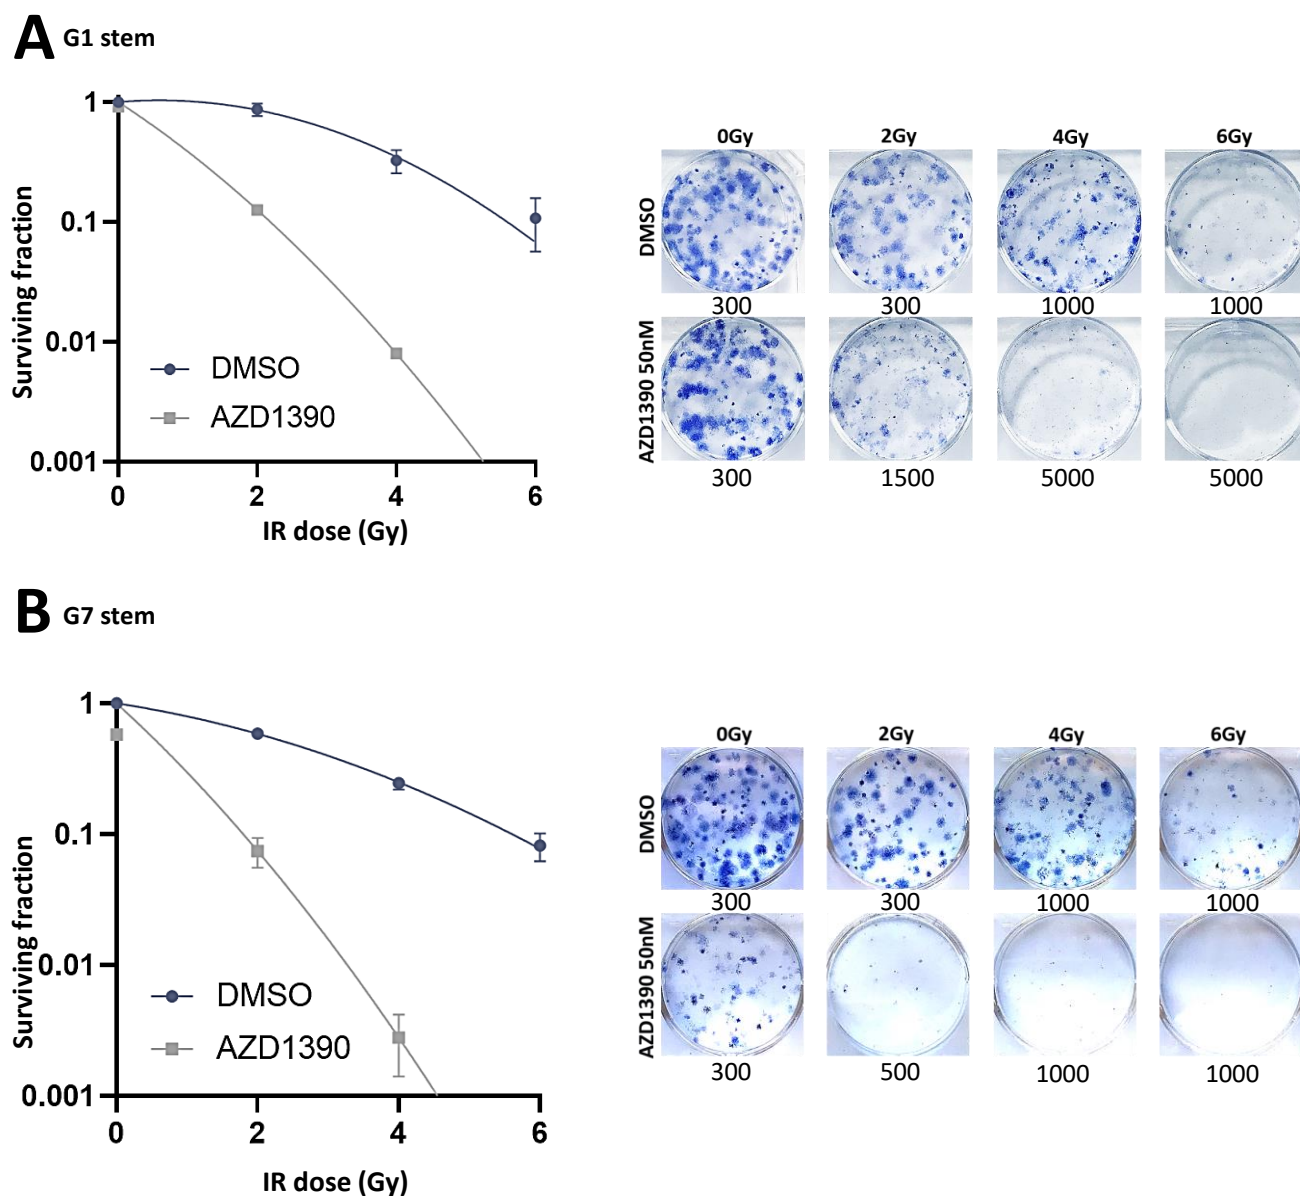 A G1 stem
1
0.1
0.01
0.001
Surviving fraction
DMSO
AZD1390
0 2 4 6
IR dose (Gy)
0Gy 2Gy 4Gy 6Gy
DMSO
300 300 1000 1000
AZD1390 50nM
300 1500 5000 5000
B G7 stem
1
0.1
0.01
0.001
Surviving fraction
DMSO
AZD1390
0 2 4 6
IR dose (Gy)
0Gy 2Gy 4Gy 6Gy
DMSO
300 300 1000 1000
AZD1390 50nM
300 500 1000 1000